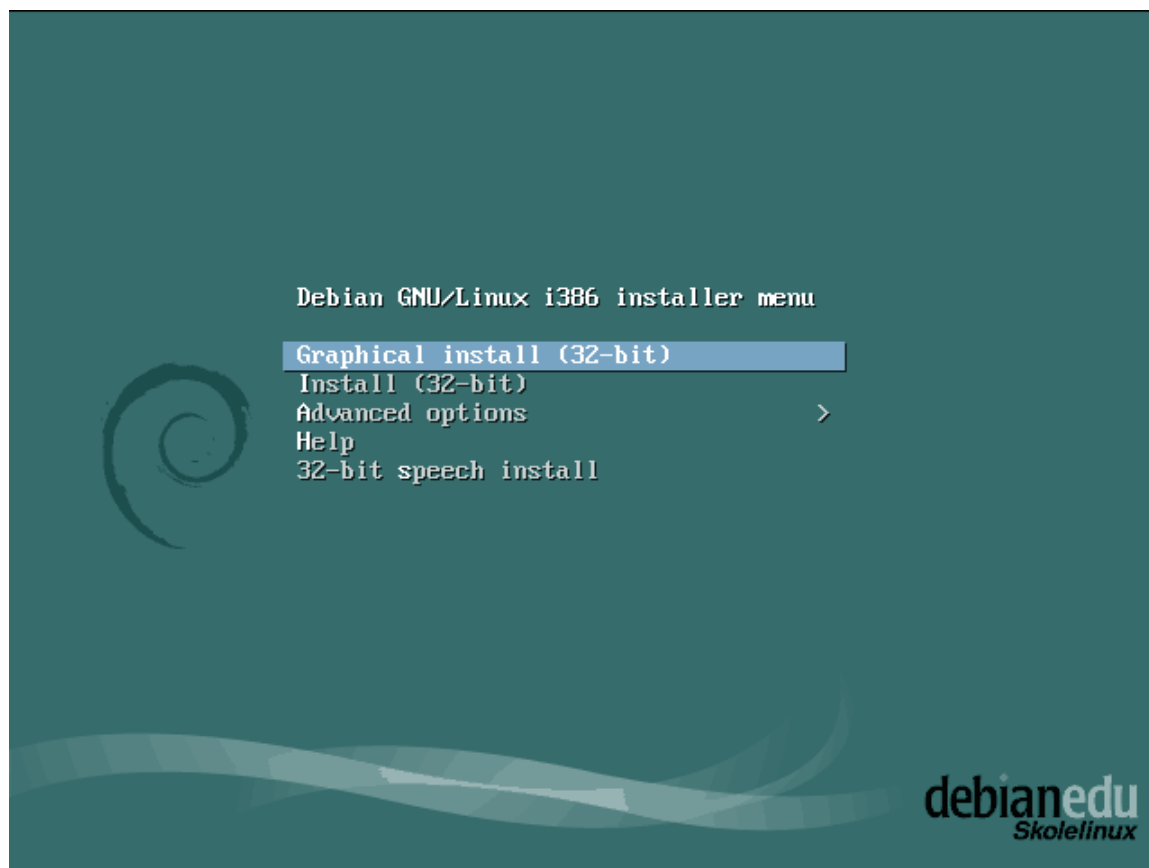 Debian GNU/Linux i386 installer menu
Graphical install (32-bit)
Install (32-bit)
Advanced options >
Help
32-bit speech install
debianedu
Skolelinux